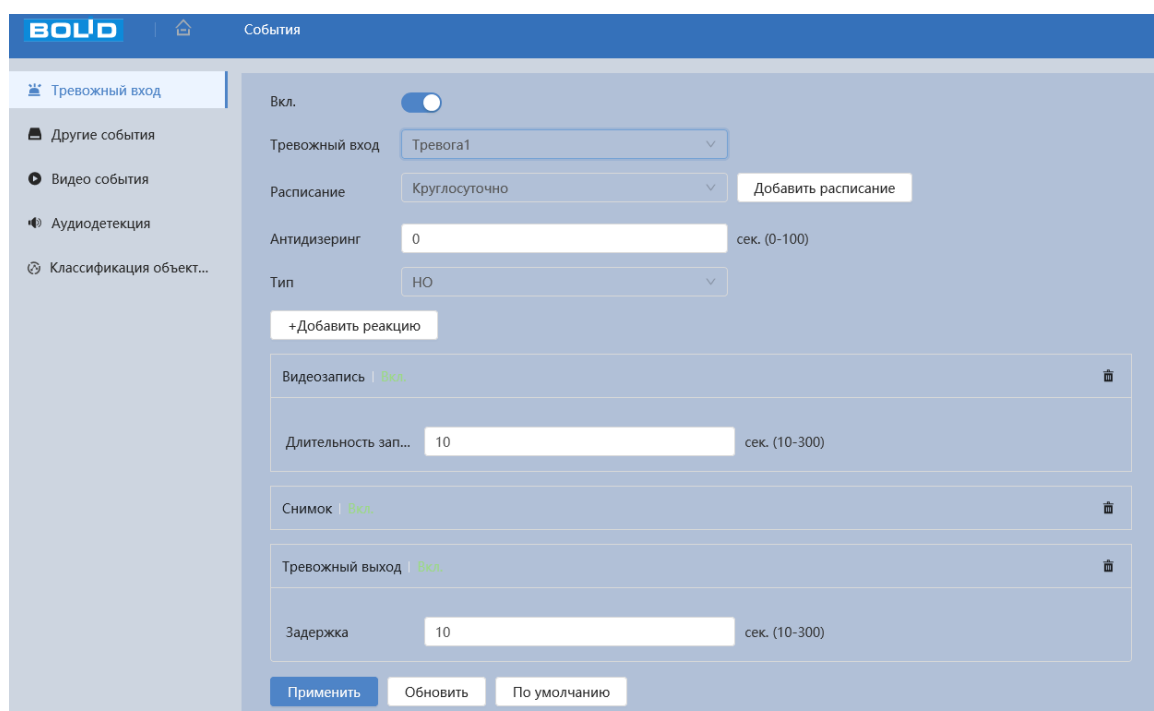 BOLID
События
Тревожный вход
Другие события
Видео события
Аудиодетекция
Классификация объект...
Вкл.
Тревожный вход Тревога1
Расписание Круглосуточно Добавить расписание
Антидизеринг 0 сек. (0-100)
Тип НО
+Добавить реакцию
Видеозапись
Длительность зап... 10 сек. (10-300)
Снимок
Тревожный выход
Задержка 10 сек. (10-300)
Применить Обновить По умолчанию